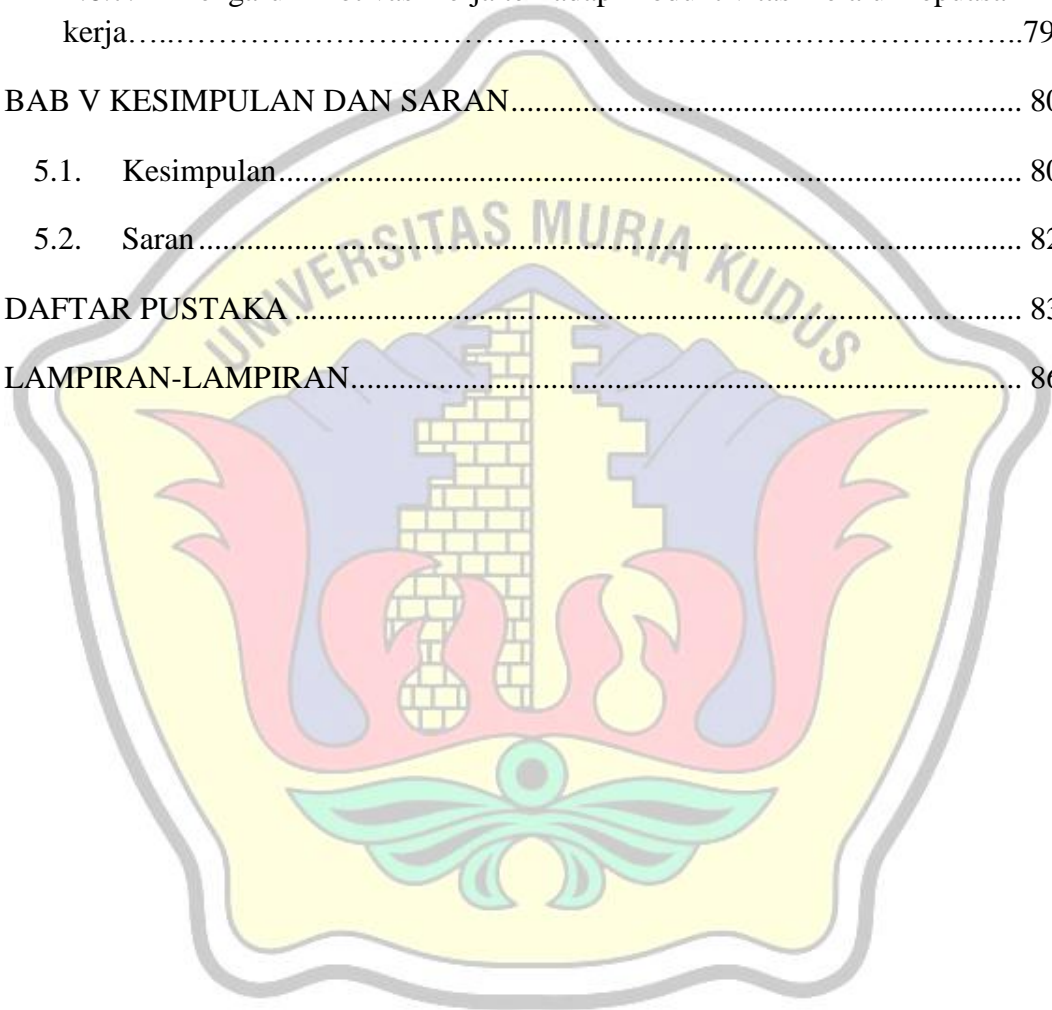 kerja…..……………………………………………………………………….79
BAB V KESIMPULAN DAN SARAN.................................................................. 80
5.1. Kesimpulan................................................................................................ 80
5.2. Saran.......................................................................................................... 82
DAFTAR PUSTAKA ........................................................................................... 83
LAMPIRAN-LAMPIRAN.................................................................................... 86
UNIVERSITAS MURIA KUDUS